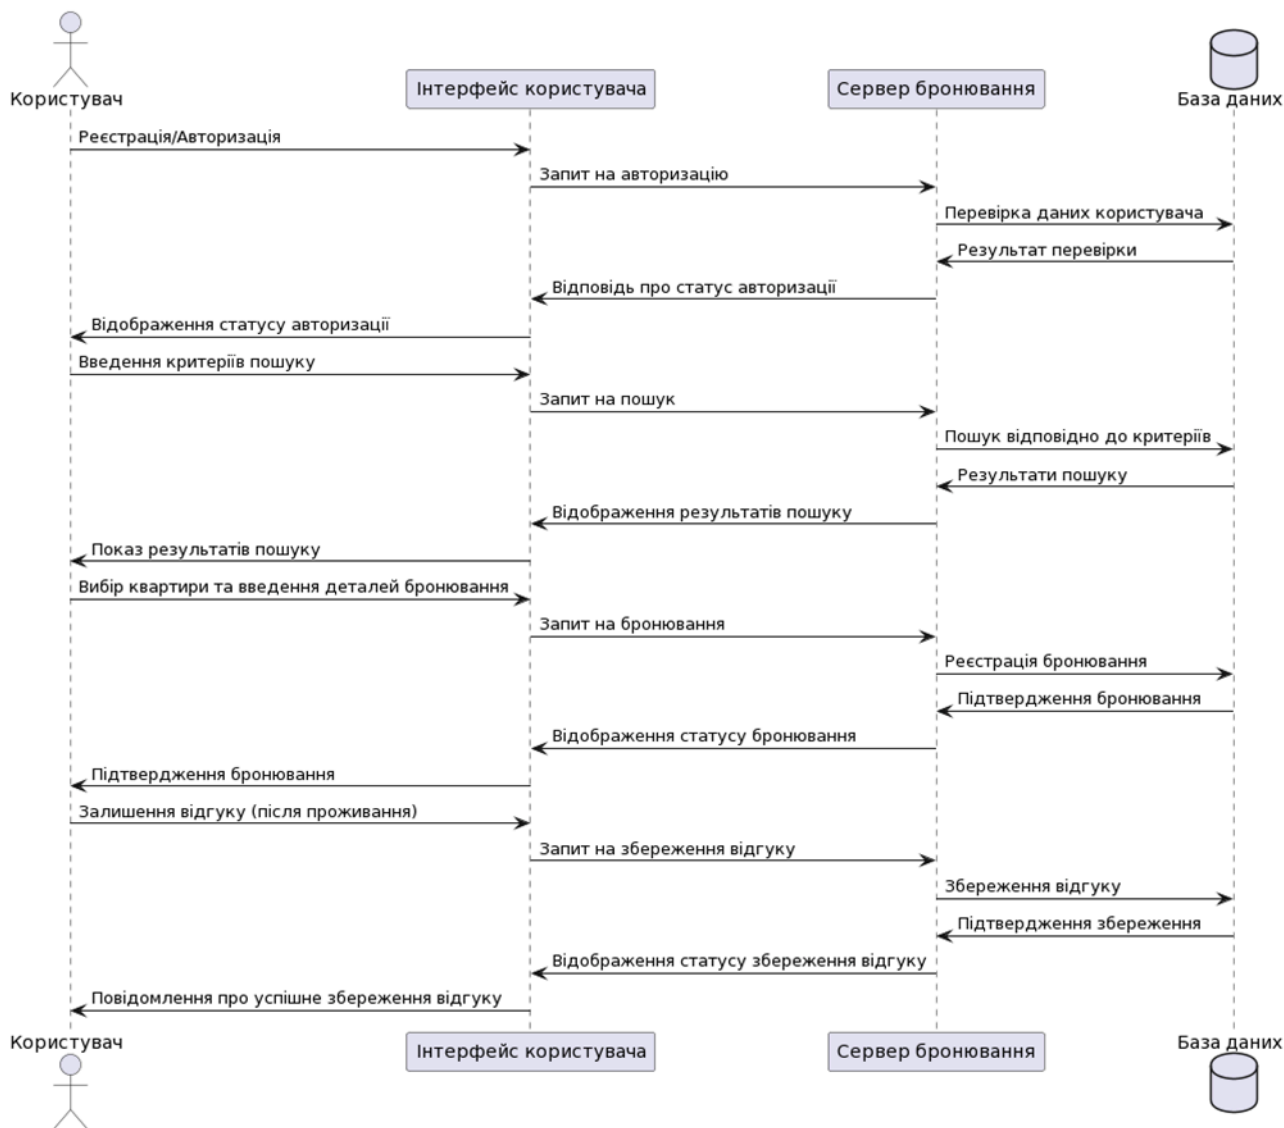 Користувач
Інтерфейс користувача
Сервер бронювання
База даних
Реєстрація/Авторизація
Запит на авторизацію
Перевірка даних користувача
Результат перевірки
Відповідь про статус авторизації
Відображення статусу авторизації
Введення критеріїв пошуку
Запит на пошук
Пошук відповідно до критеріїв
Результати пошуку
Відображення результатів пошуку
Показ результатів пошуку
Вибір квартири та введення деталей бронювання
Запит на бронювання
Реєстрація бронювання
Підтвердження бронювання
Відображення статусу бронювання
Підтвердження бронювання
Залишення відгуку (після проживання)
Запит на збереження відгуку
Збереження відгуку
Підтвердження збереження
Відображення статусу збереження відгуку
Повідомлення про успішне збереження відгуку
Користувач
Інтерфейс користувача
Сервер бронювання
База даних